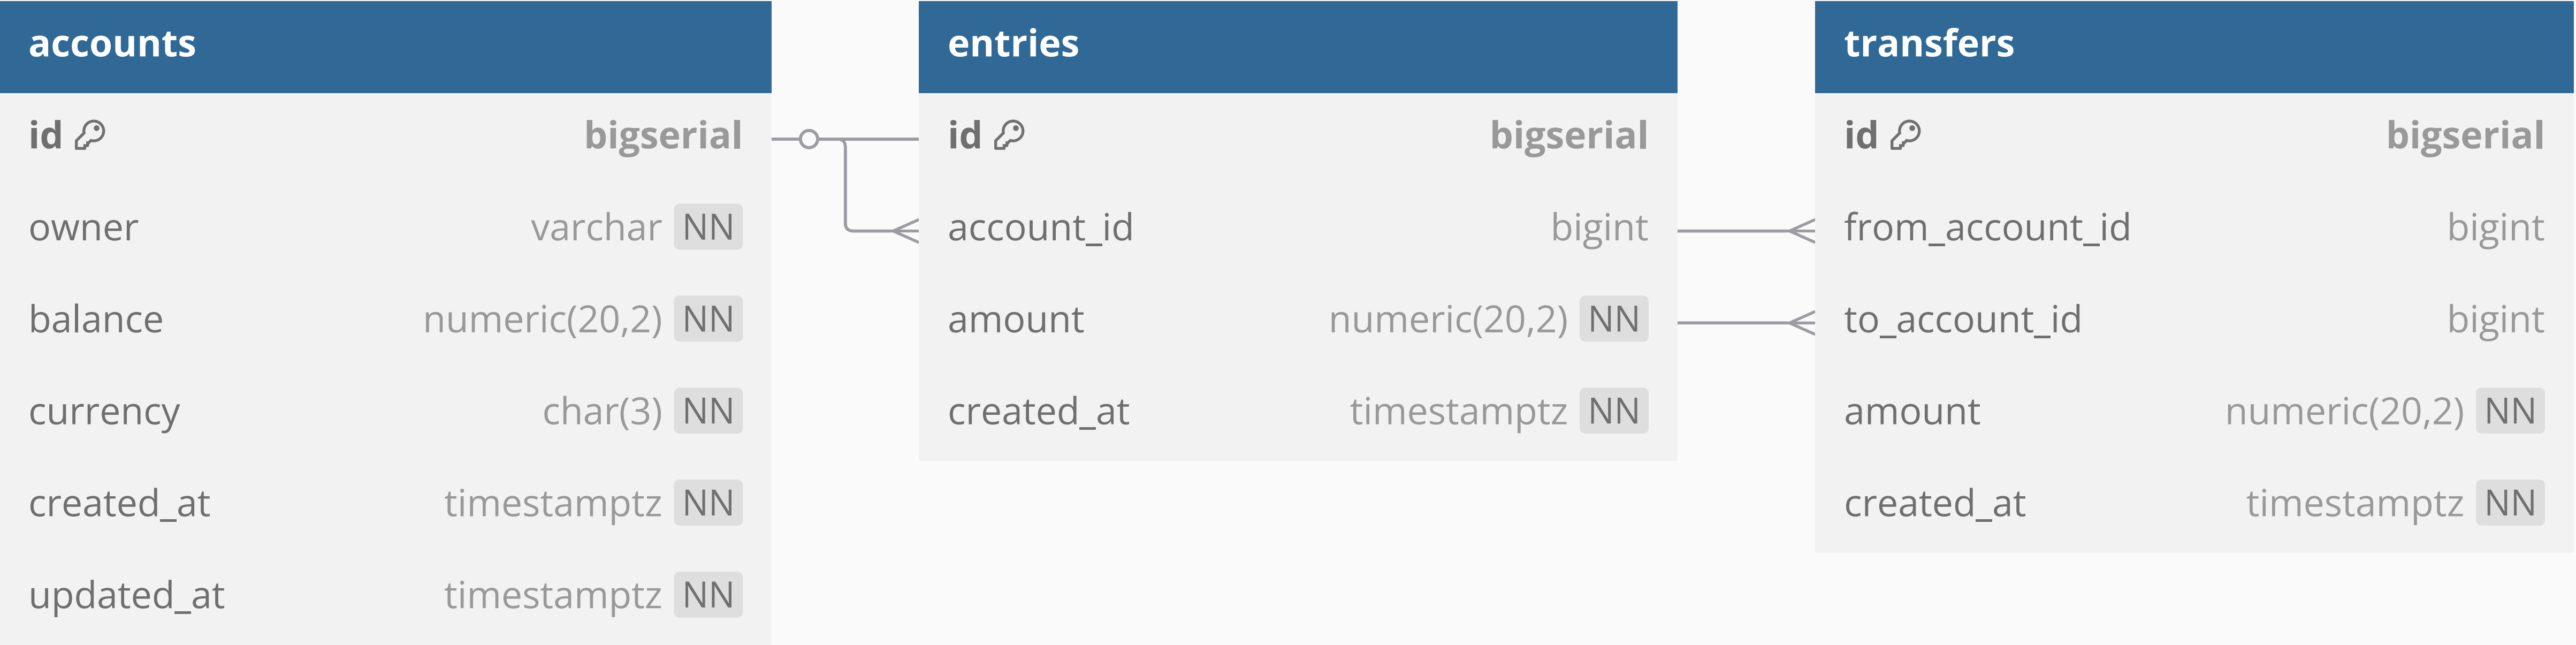 accounts
id bigserial
owner varchar NN
balance numeric(20,2) NN
currency char(3) NN
created_at timestamptz NN
updated_at timestamptz NN
entries
id bigserial
account_id bigint
amount numeric(20,2) NN
created_at timestamptz NN
transfers
id bigserial
from_account_id bigint
to_account_id bigint
amount numeric(20,2) NN
created_at timestamptz NN